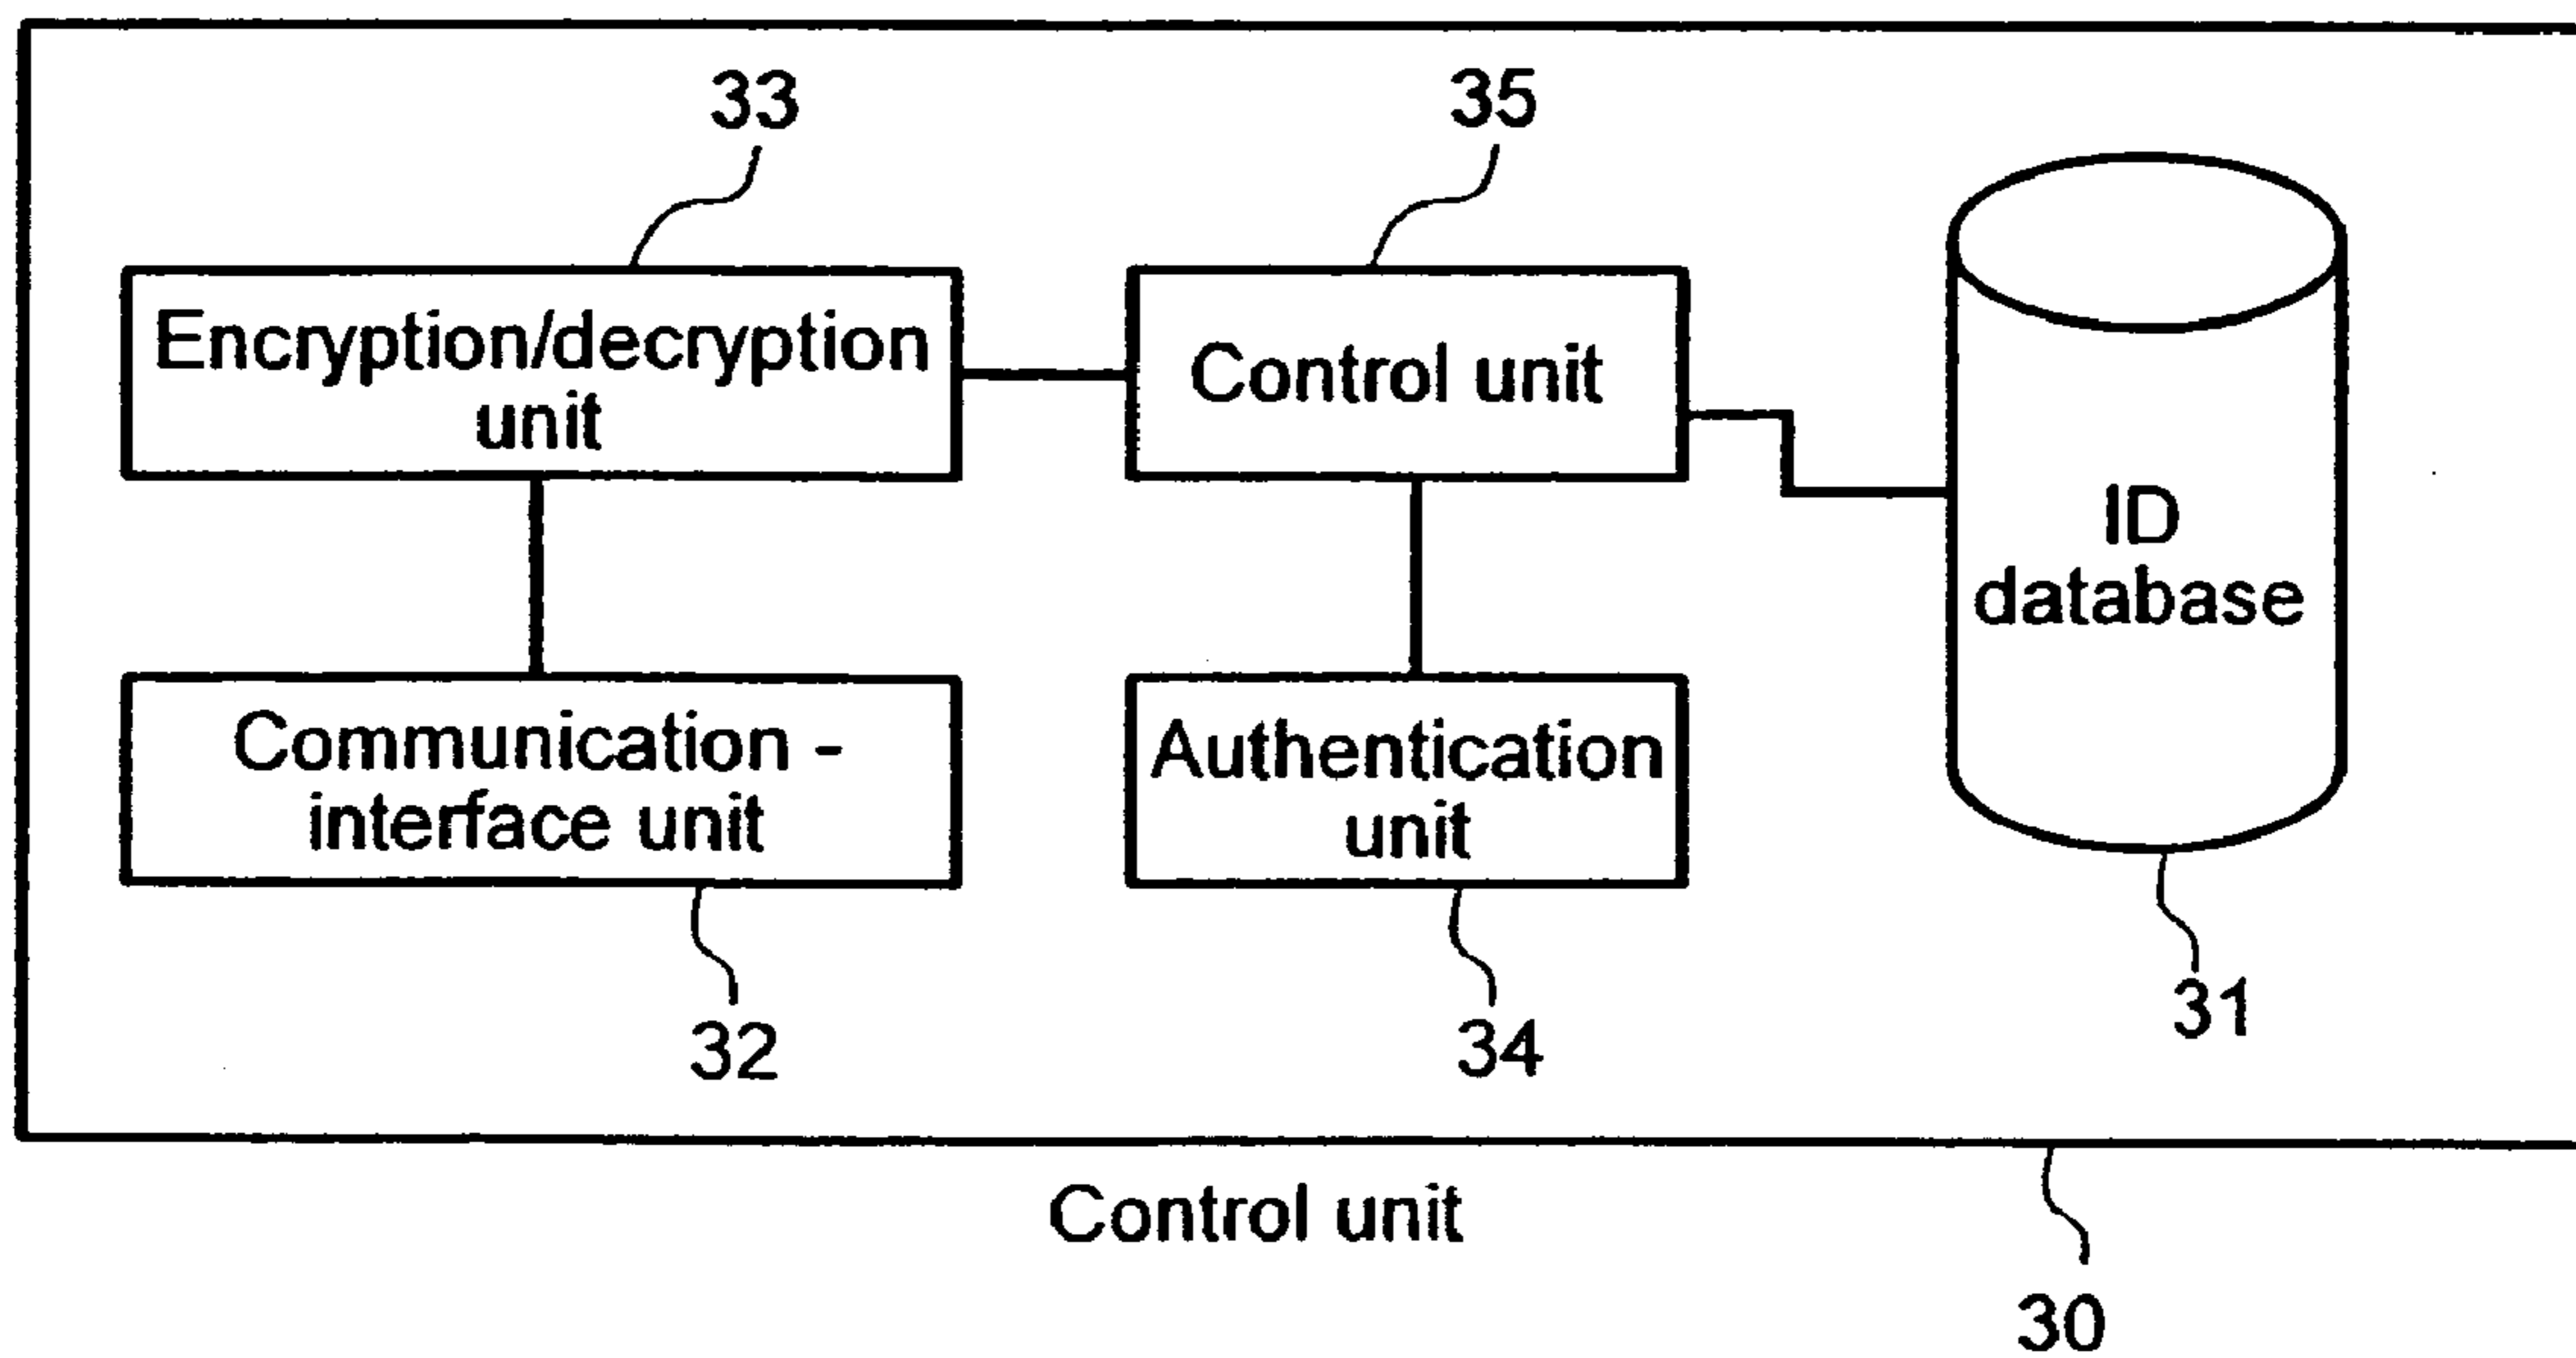 33
35
Encryption/decryption
unit
Control unit
ID
database
Communication -
interface unit
Authentication
unit
32
34
31
Control unit
30